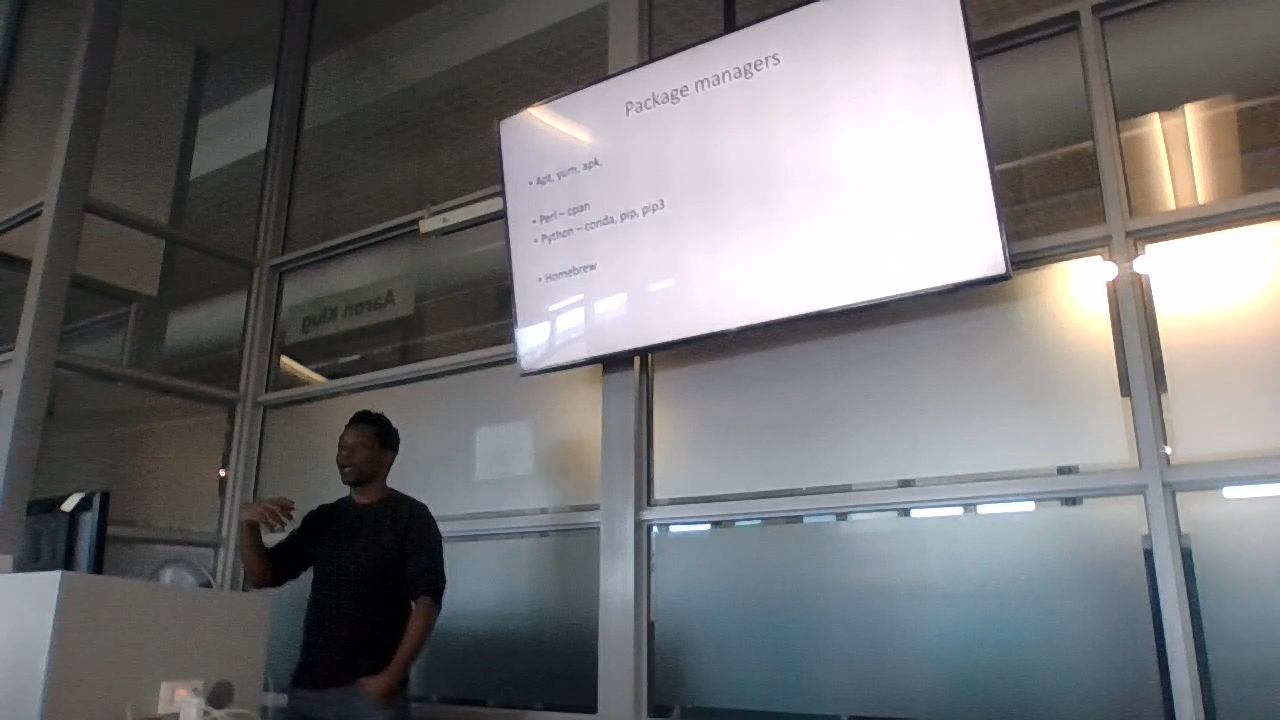 Package managers
• Apt, yum, apk,
• Perl – cpan
• Python – conda, pip, pip3
• Homebrew
Aaron Klug